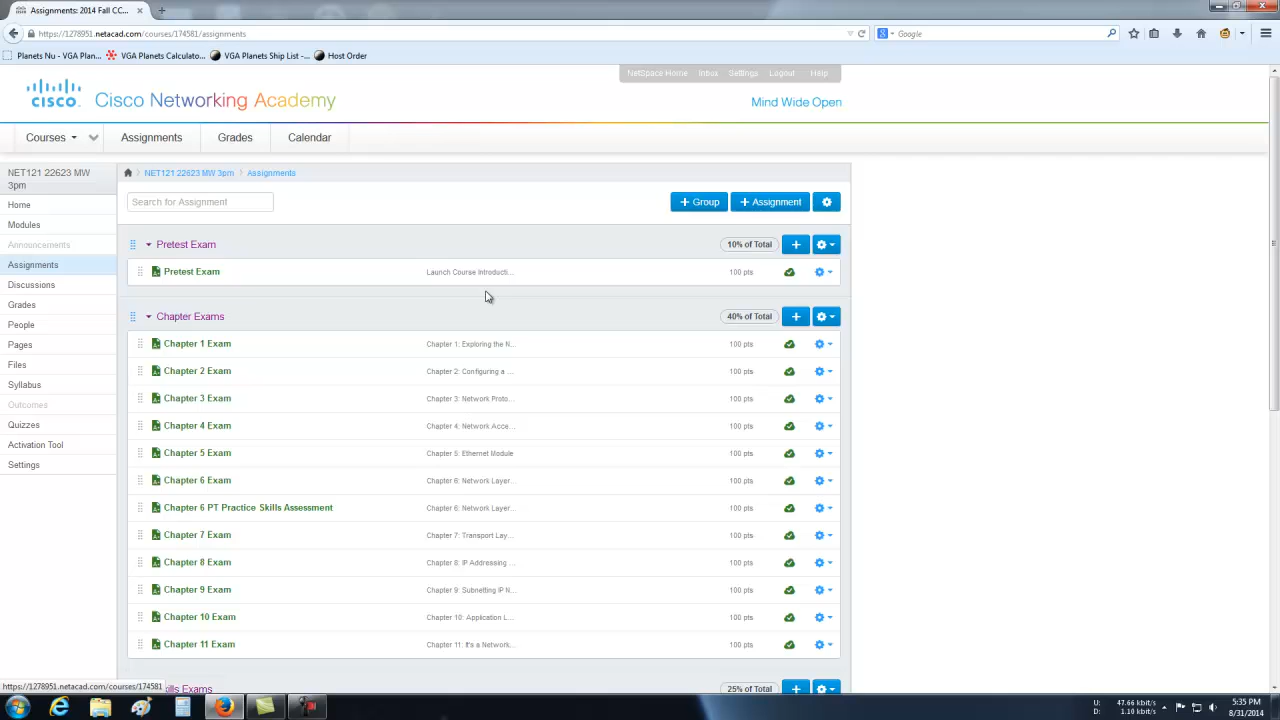 Assignments: 2014 Fall CC...
https://1278951.netacad.com/courses/174581/assignments
Google
Planets Nu - VGA Plan...
VGA Planets Calculato...
VGA Planets Ship List -...
Host Order
NetSpace Home Inbox Settings Logout Help
cisco.
Cisco Networking Academy
Mind Wide Open
Courses
Assignments
Grades
Calendar
NET121 22623 MW 3pm
Home
Modules
Announcements
Assignments
Discussions
Grades
People
Pages
Files
Syllabus
Outcomes
Quizzes
Activation Tool
Settings
NET121 22623 MW 3pm > Assignments
Search for Assignment
+ Group
+ Assignment
Pretest Exam 10% of Total
Pretest Exam Launch Course Introducti... 100 pts
Chapter Exams 40% of Total
Chapter 1 Exam Chapter 1: Exploring the N... 100 pts
Chapter 2 Exam Chapter 2: Configuring a ... 100 pts
Chapter 3 Exam Chapter 3: Network Proto... 100 pts
Chapter 4 Exam Chapter 4: Network Acce... 100 pts
Chapter 5 Exam Chapter 5: Ethernet Module 100 pts
Chapter 6 Exam Chapter 6: Network Layer... 100 pts
Chapter 6 PT Practice Skills Assessment Chapter 6: Network Layer... 100 pts
Chapter 7 Exam Chapter 7: Transport Lay... 100 pts
Chapter 8 Exam Chapter 8: IP Addressing ... 100 pts
Chapter 9 Exam Chapter 9: Subnetting IP N... 100 pts
Chapter 10 Exam Chapter 10: Application L... 100 pts
Chapter 11 Exam Chapter 11: It's a Network... 100 pts
https://1278951.netacad.com/courses/174581
ills Exams 25% of Total
U: 47.66 kbit/s
D: 1.10 kbit/s
5:35 PM
8/31/2014